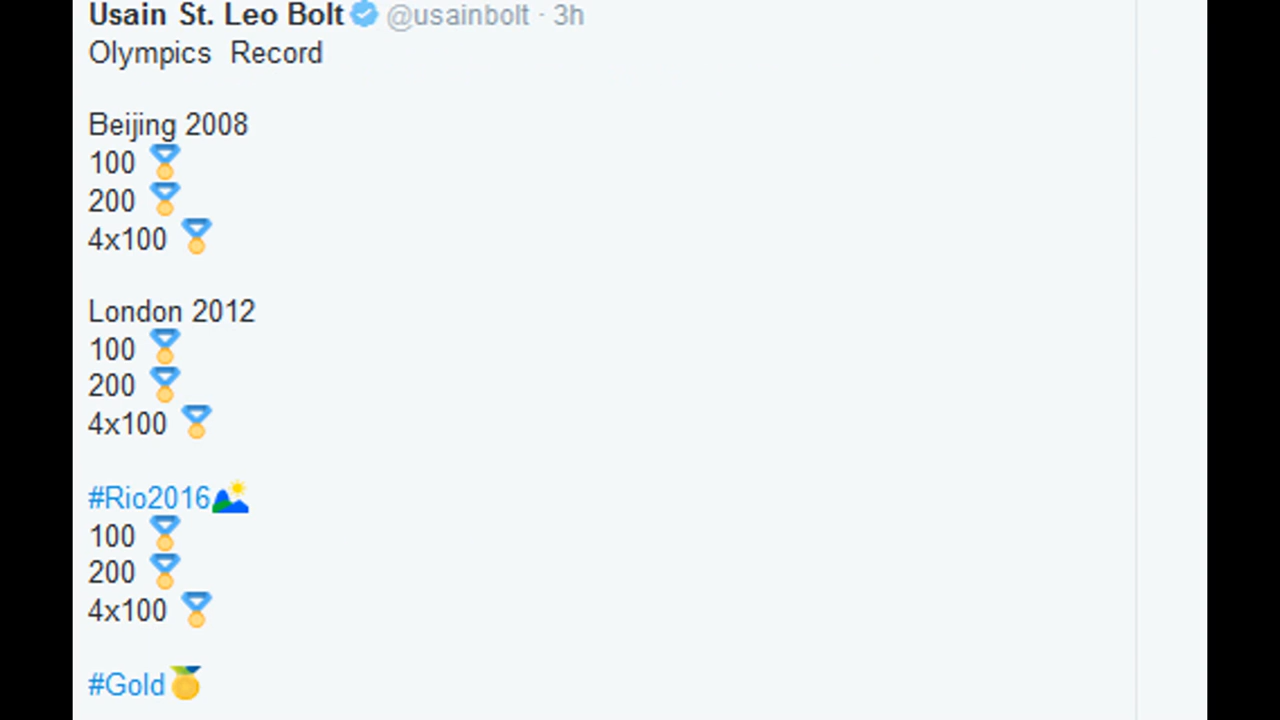 Usain St. Leo Bolt @usainbolt · 3h
Olympics Record
Beijing 2008
100 🏅
200 🏅
4x100 🏅
London 2012
100 🏅
200 🏅
4x100 🏅
#Rio2016
100 🏅
200 🏅
4x100 🏅
#Gold